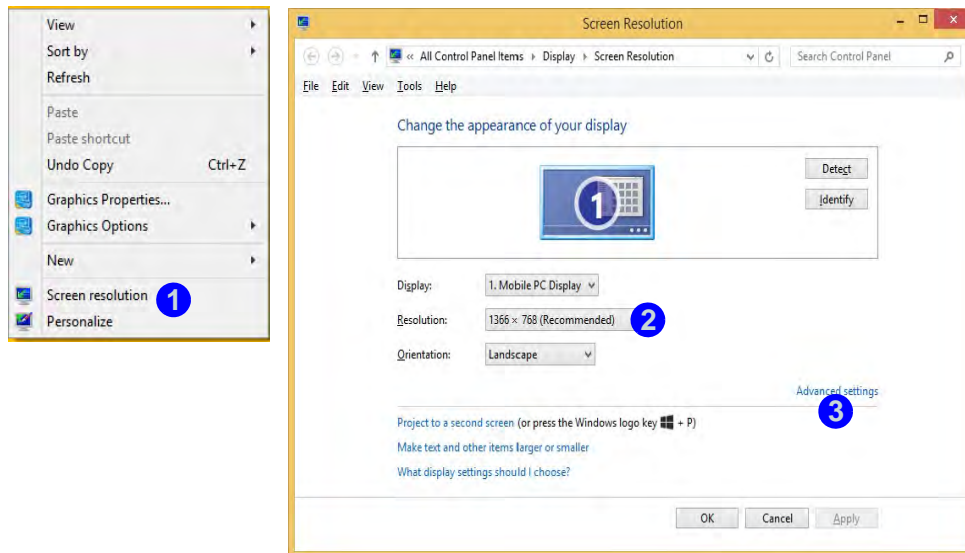 View
Sort by
Refresh
Paste
Paste shortcut
Undo Copy Ctrl+Z
Graphics Properties...
Graphics Options
New
Screen resolution 1
Personalize
Screen Resolution
« All Control Panel Items Display Screen Resolution Search Control Panel
File Edit View Tools Help
Change the appearance of your display
Detect
1
Identify
Display: 1. Mobile PC Display
Resolution: 1366 × 768 (Recommended) 2
Orientation: Landscape
Advanced settings
3
Project to a second screen (or press the Windows logo key + P)
Make text and other items larger or smaller
What display settings should I choose?
OK Cancel Apply